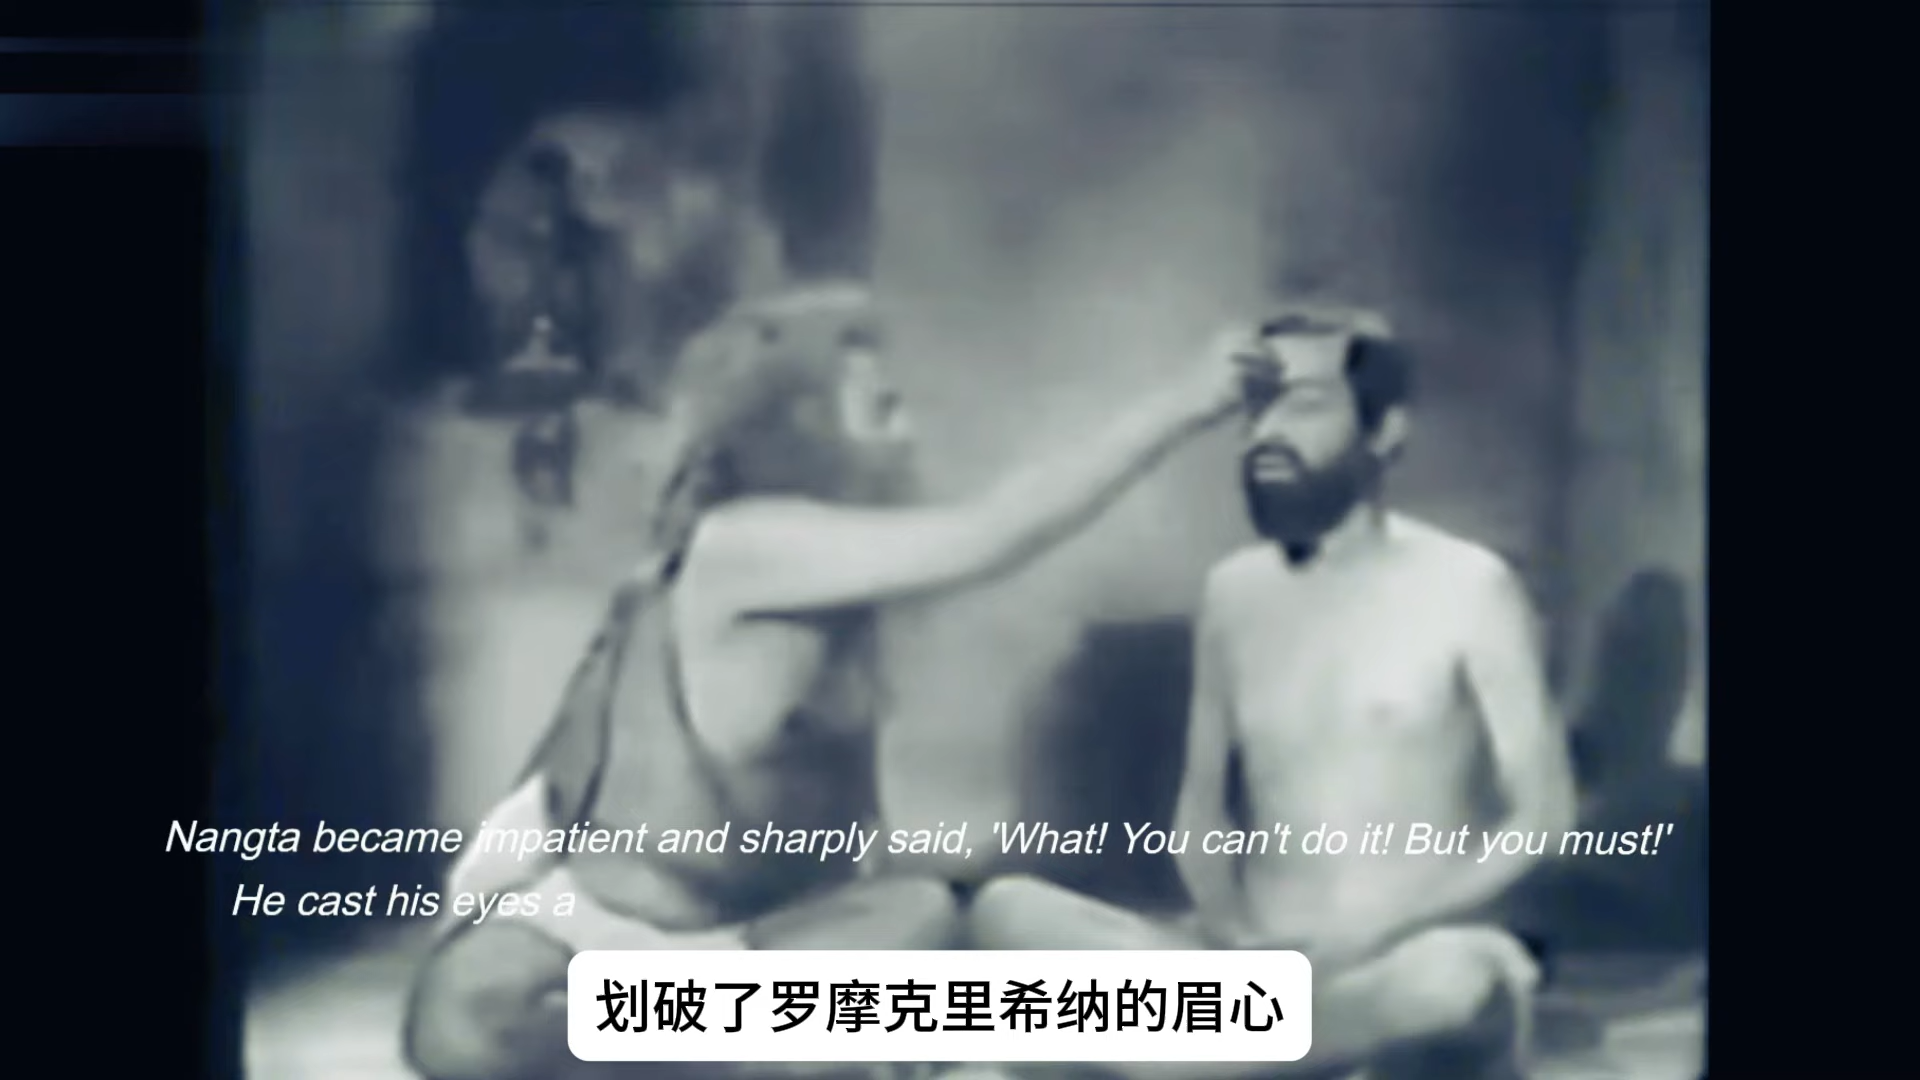 Nangta became impatient and sharply said, 'What! You can't do it! But you must!'
He cast his eyes a
划破了罗摩克里希纳的眉心